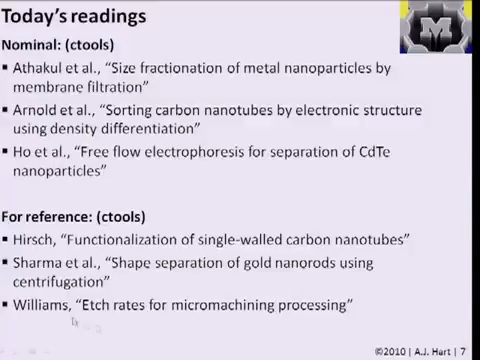 Today's readings
Nominal: (ctools)
▪ Athakul et al., "Size fractionation of metal nanoparticles by
membrane filtration"
▪ Arnold et al., "Sorting carbon nanotubes by electronic structure
using density differentiation"
▪ Ho et al., "Free flow electrophoresis for separation of CdTe
nanoparticles"
For reference: (ctools)
▪ Hirsch, "Functionalization of single-walled carbon nanotubes"
▪ Sharma et al., "Shape separation of gold nanorods using
centrifugation"
▪ Williams, "Etch rates for micromachining processing"
©2010 | A.J. Hart | 7
M